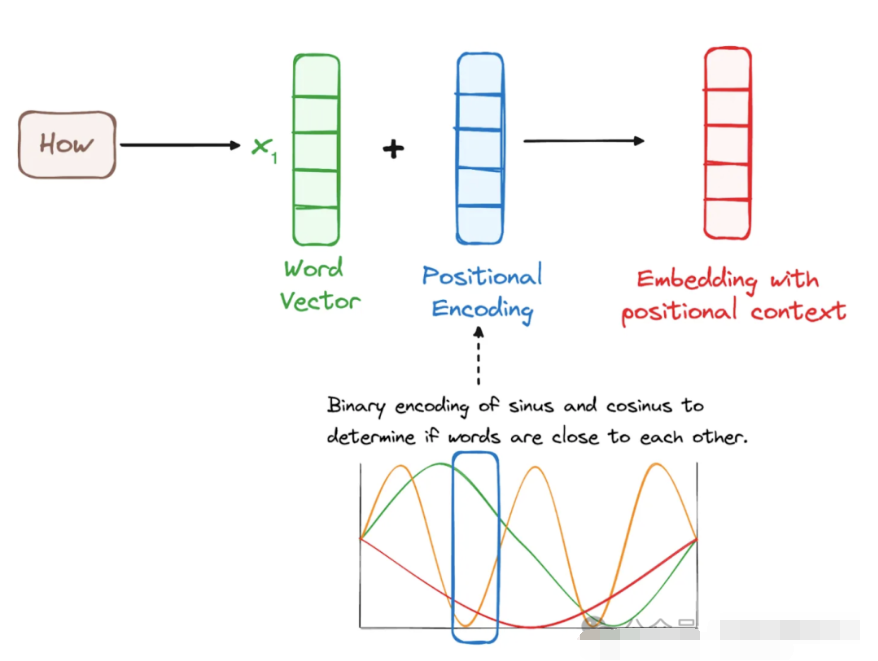 How
x₁
+
Word
Vector
Positional
Encoding
Embedding with
positional context
Binary encoding of sinus and cosinus to
determine if words are close to each other.